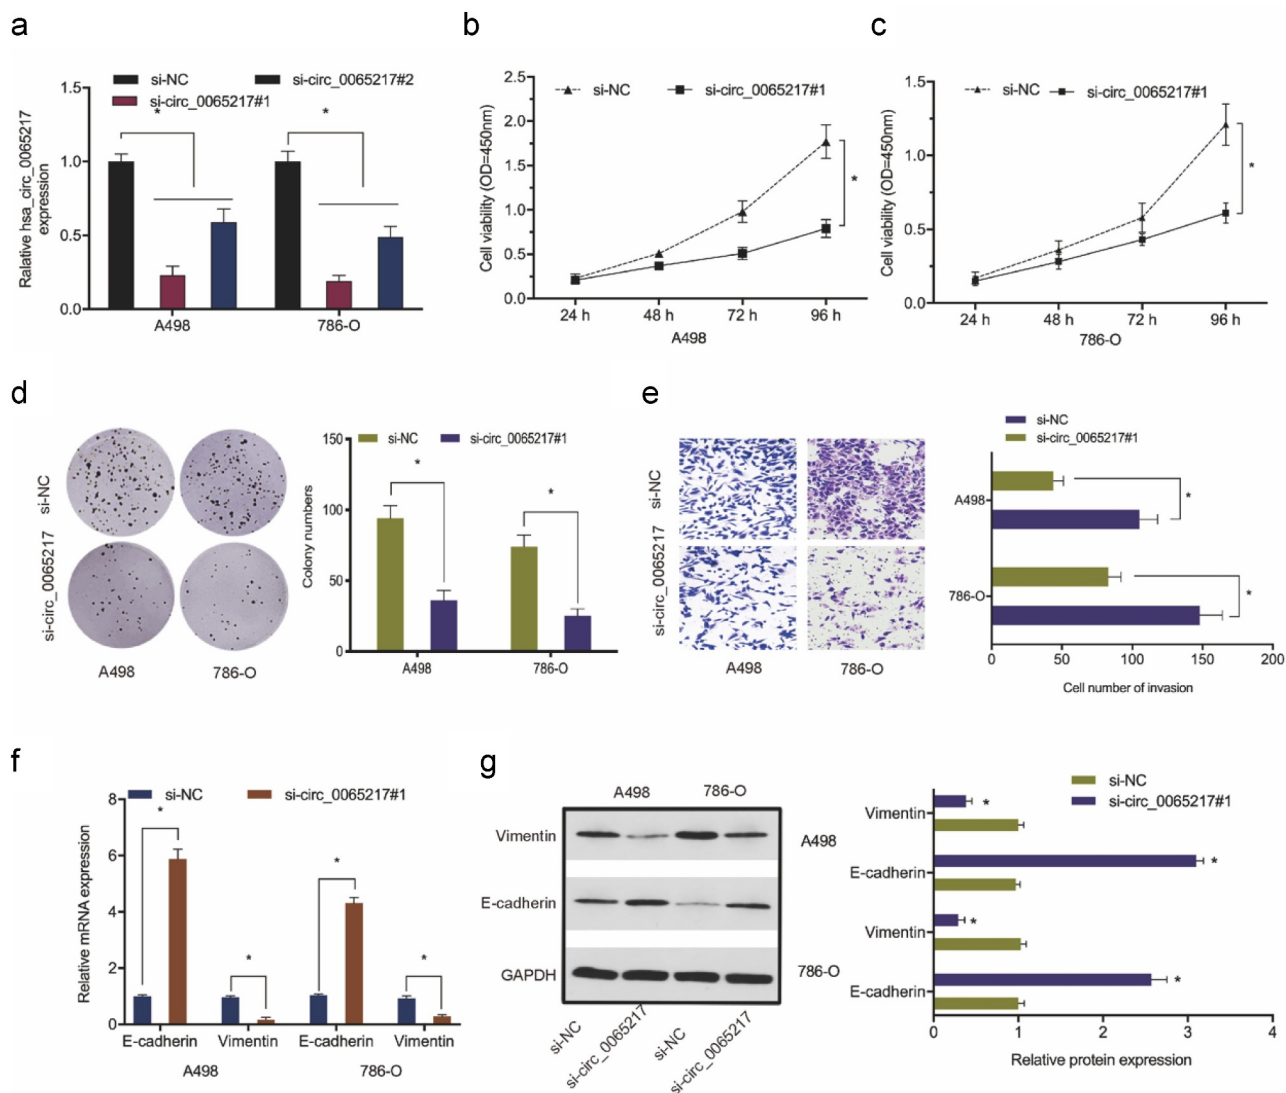 a
si-NC
si-circ_0065217#2
si-circ_0065217#1
*
*
Ralative hsa_circ_0065217
expression
1.5
1.0
0.5
0.0
A498
786-O
b
si-NC
si-circ_0065217#1
Cell viability (OD=450nm)
2.5
2.0
1.5
1.0
0.5
0.0
*
24 h
48 h
72 h
96 h
A498
c
si-NC
si-circ_0065217#1
Cell viability (OD=450nm)
1.5
1.0
0.5
0.0
*
24 h
48 h
72 h
96 h
786-O
d
si-NC
si-circ_0065217
A498
786-O
si-NC
si-circ_0065217#1
Colony numbers
150
100
50
0
*
*
A498
786-O
e
si-NC
si-circ_0065217
A498
786-O
si-NC
si-circ_0065217#1
A498
*
786-O
*
0
50
100
150
200
Cell number of invasion
f
si-NC
si-circ_0065217#1
Relative mRNA expression
8
6
4
2
0
*
*
*
*
E-cadherin
Vimentin
E-cadherin
Vimentin
A498
786-O
g
A498
786-O
Vimentin
E-cadherin
GAPDH
si-NC
si-circ_0065217
si-NC
si-circ_0065217
si-NC
si-circ_0065217#1
A498
Vimentin
*
E-cadherin
*
786-O
Vimentin
*
E-cadherin
*
0
1
2
3
4
Relative protein expression